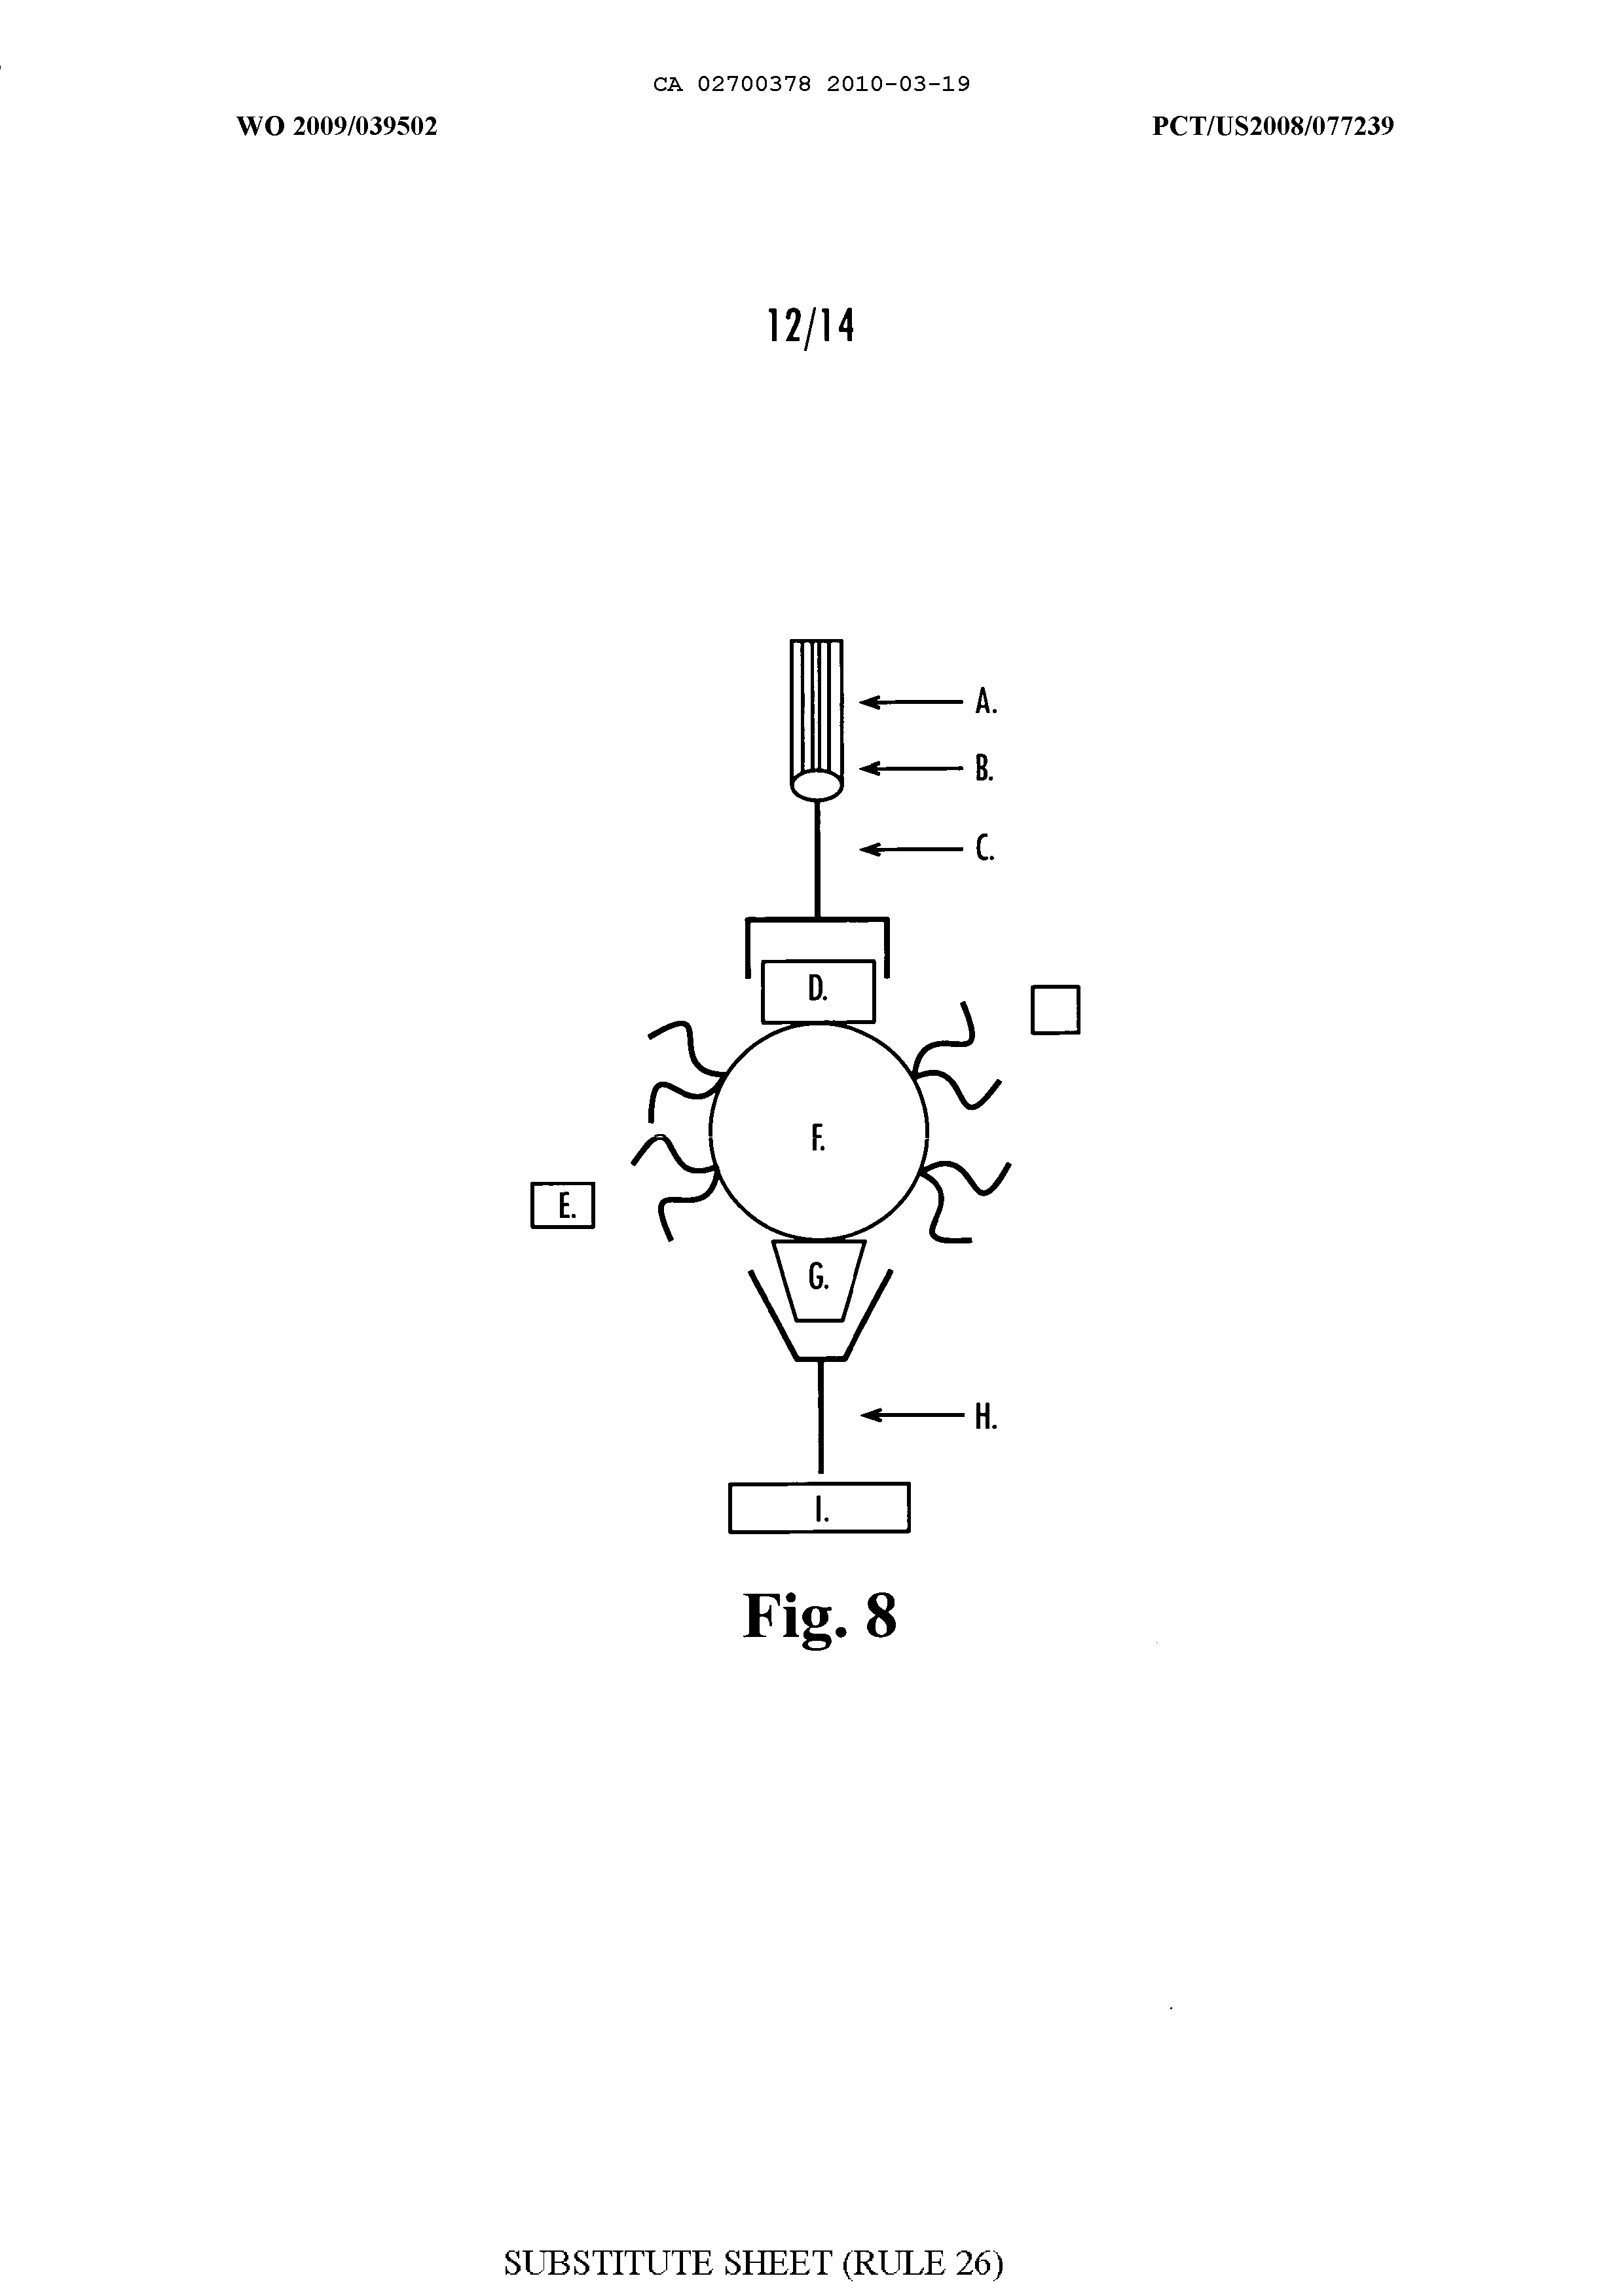 CA 02700378 2010-03-19
WO 2009/039502 PCT/US2008/077239
12/14
A.
B.
C.
D.
F.
E.
G.
H.
I.
Fig. 8
SUBSTITUTE SHEET (RULE 26)